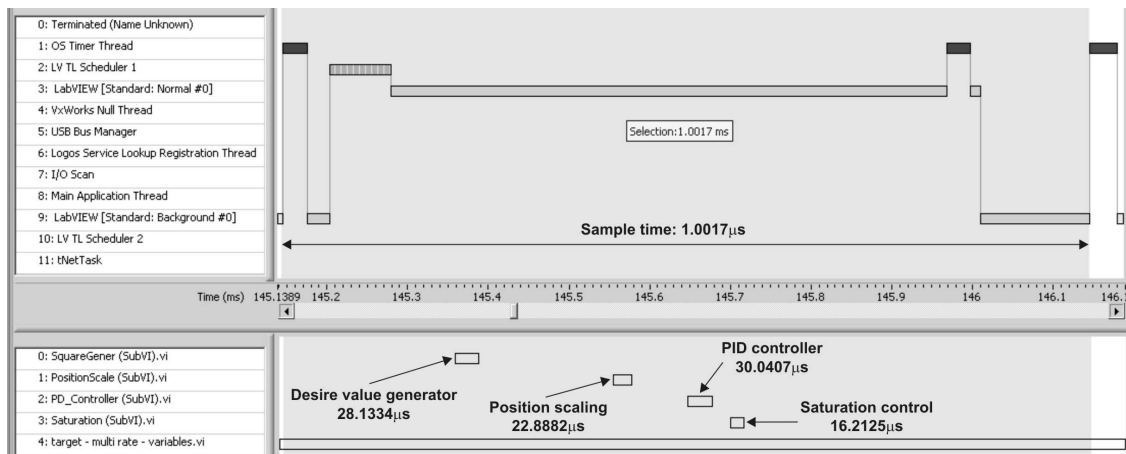 0: Terminated (Name Unknown)
1: OS Timer Thread
2: LV TL Scheduler 1
3: LabVIEW [Standard: Normal #0]
4: VxWorks Null Thread
5: USB Bus Manager
6: Logos Service Lookup Registration Thread
7: I/O Scan
8: Main Application Thread
9: LabVIEW [Standard: Background #0]
10: LV TL Scheduler 2
11: tNetTask
Selection:1.0017 ms
Sample time: 1.0017μs
Time (ms) 145.1389 145.2 145.3 145.4 145.5 145.6 145.7 145.8 145.9 146 146.1 146.1
0: SquareGener (SubVI).vi
1: PositionScale (SubVI).vi
2: PD_Controller (SubVI).vi
3: Saturation (SubVI).vi
4: target - multi rate - variables.vi
Desire value generator
28.1334μs
Position scaling
22.8882μs
PID controller
30.0407μs
Saturation control
16.2125μs